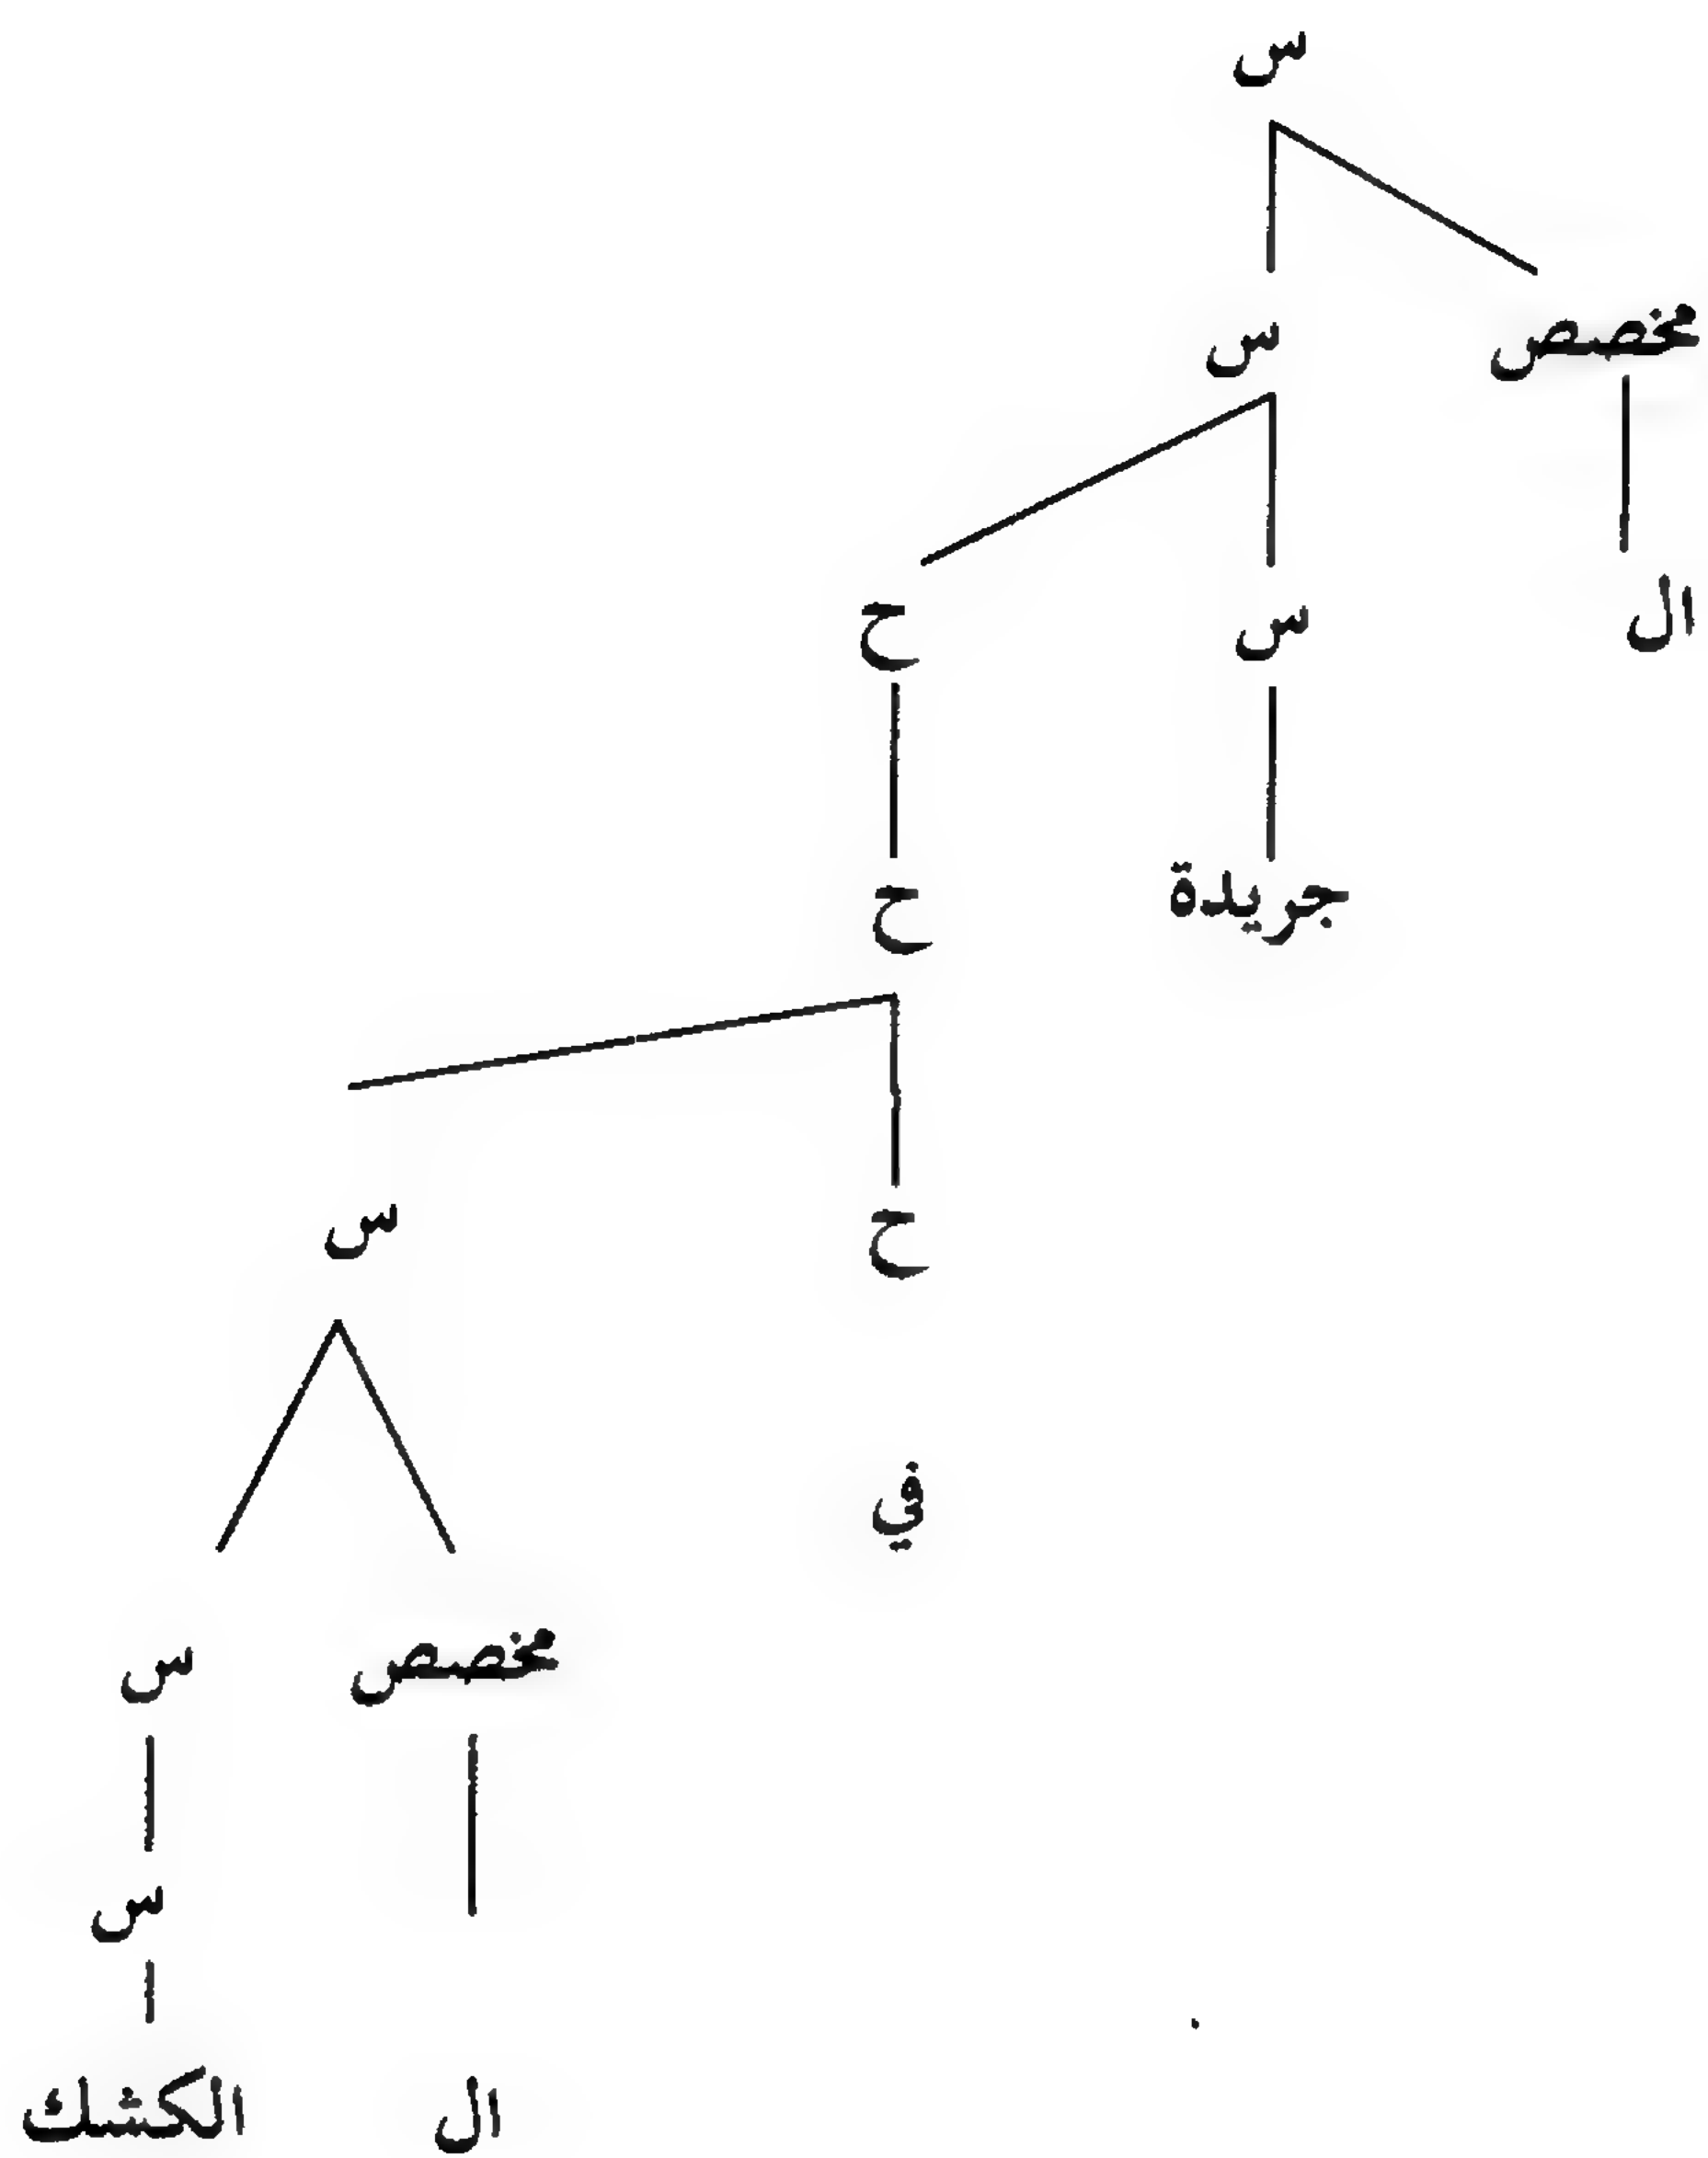 س
مخصص س
ال س ح
جريدة ح
ح س
في
مخصص س
س
ال الكشك